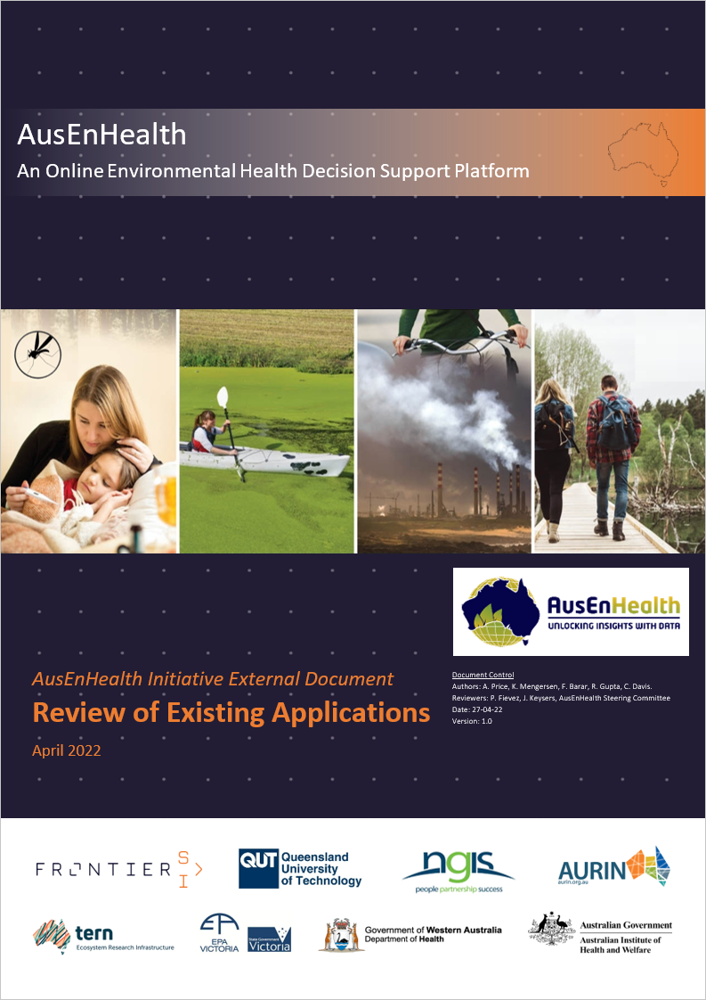 AusEnHealth
An Online Environmental Health Decision Support Platform
AusEnHealth
UNLOCKING INSIGHTS WITH DATA
AusEnHealth Initiative External Document
Review of Existing Applications
April 2022
Document Control
Authors: A. Price, K. Mengersen, F. Barar, R. Gupta, C. Davis.
Reviewers: P. Fievez, J. Keysers, AusEnHealth Steering Committee
Date: 27-04-22
Version: 1.0
FRONTIER SI
QUT
Queensland
University
of Technology
ngis
people partnership success
AURIN
aurin.org.au
tern
Ecosystem Research Infrastructure
EPA
VICTORIA
State Government
Victoria
Government of Western Australia
Department of Health
Australian Government
Australian Institute of
Health and Welfare